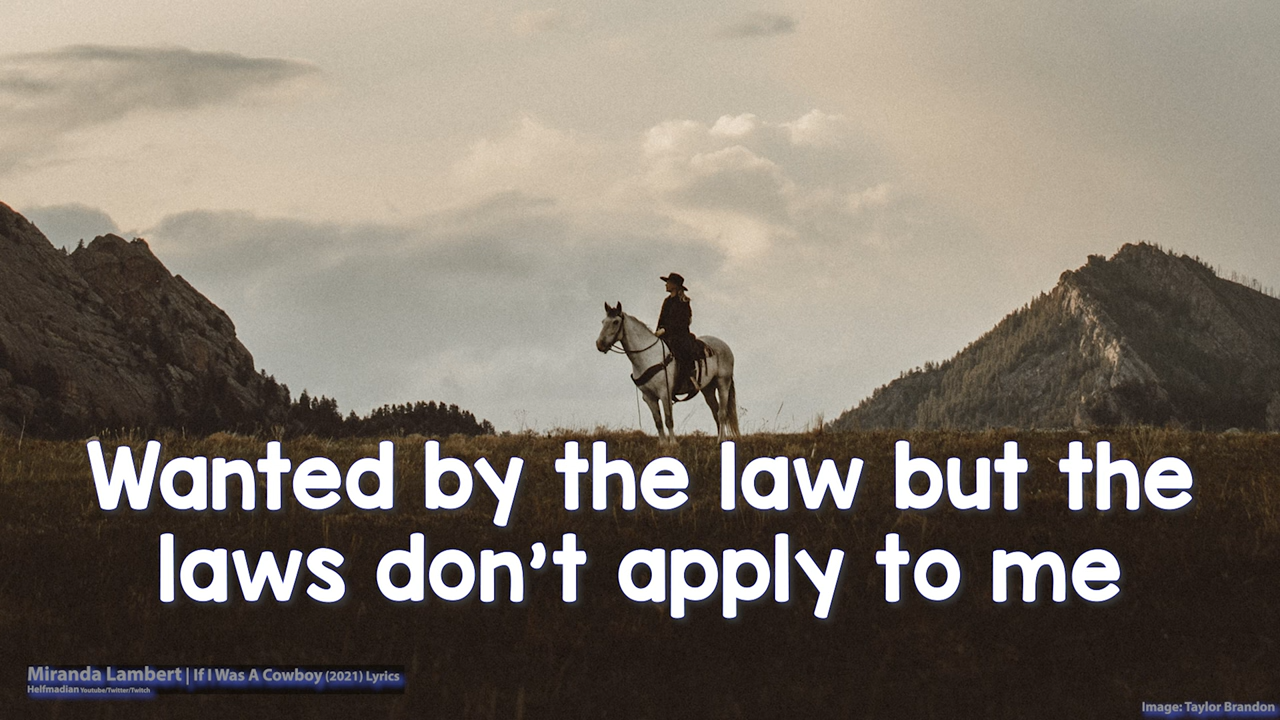 Wanted by the law but the
laws don't apply to me
Miranda Lambert | If I Was A Cowboy (2021) Lyrics
Helfmadian Youtube/Twitter/Twitch
Image: Taylor Brandon